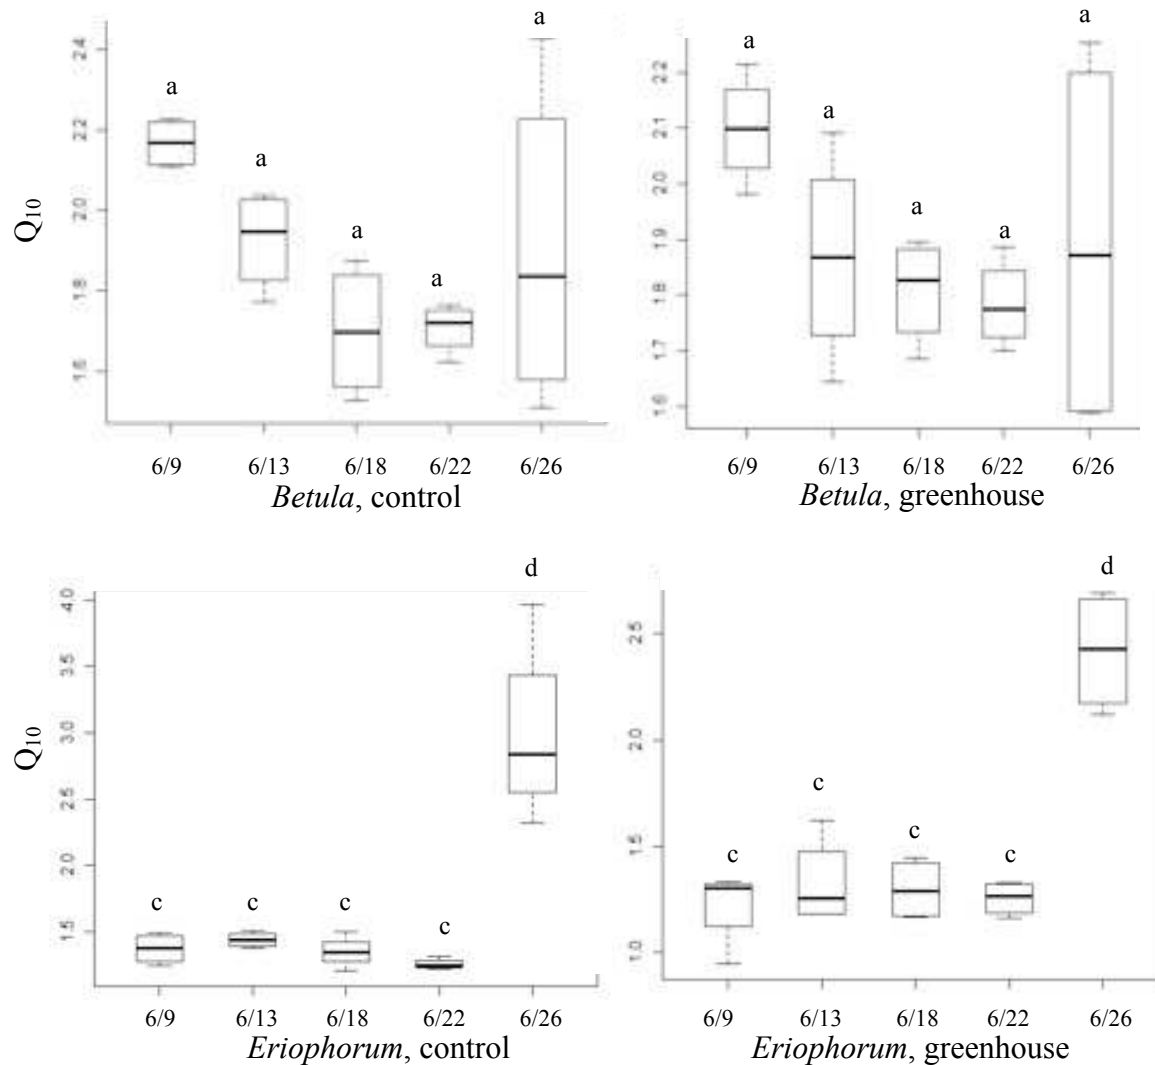 a
a
a
a
a
2.4
2.2
2.0
1.8
1.6
Q10
6/9 6/13 6/18 6/22 6/26
Betula, control
a
a
a
a
a
2.2
2.1
2.0
1.9
1.8
1.7
1.6
6/9 6/13 6/18 6/22 6/26
Betula, greenhouse
d
c c c c
4.0
3.5
3.0
2.5
2.0
1.5
Q10
6/9 6/13 6/18 6/22 6/26
Eriophorum, control
d
c
c
c c
2.5
2.0
1.5
1.0
6/9 6/13 6/18 6/22 6/26
Eriophorum, greenhouse